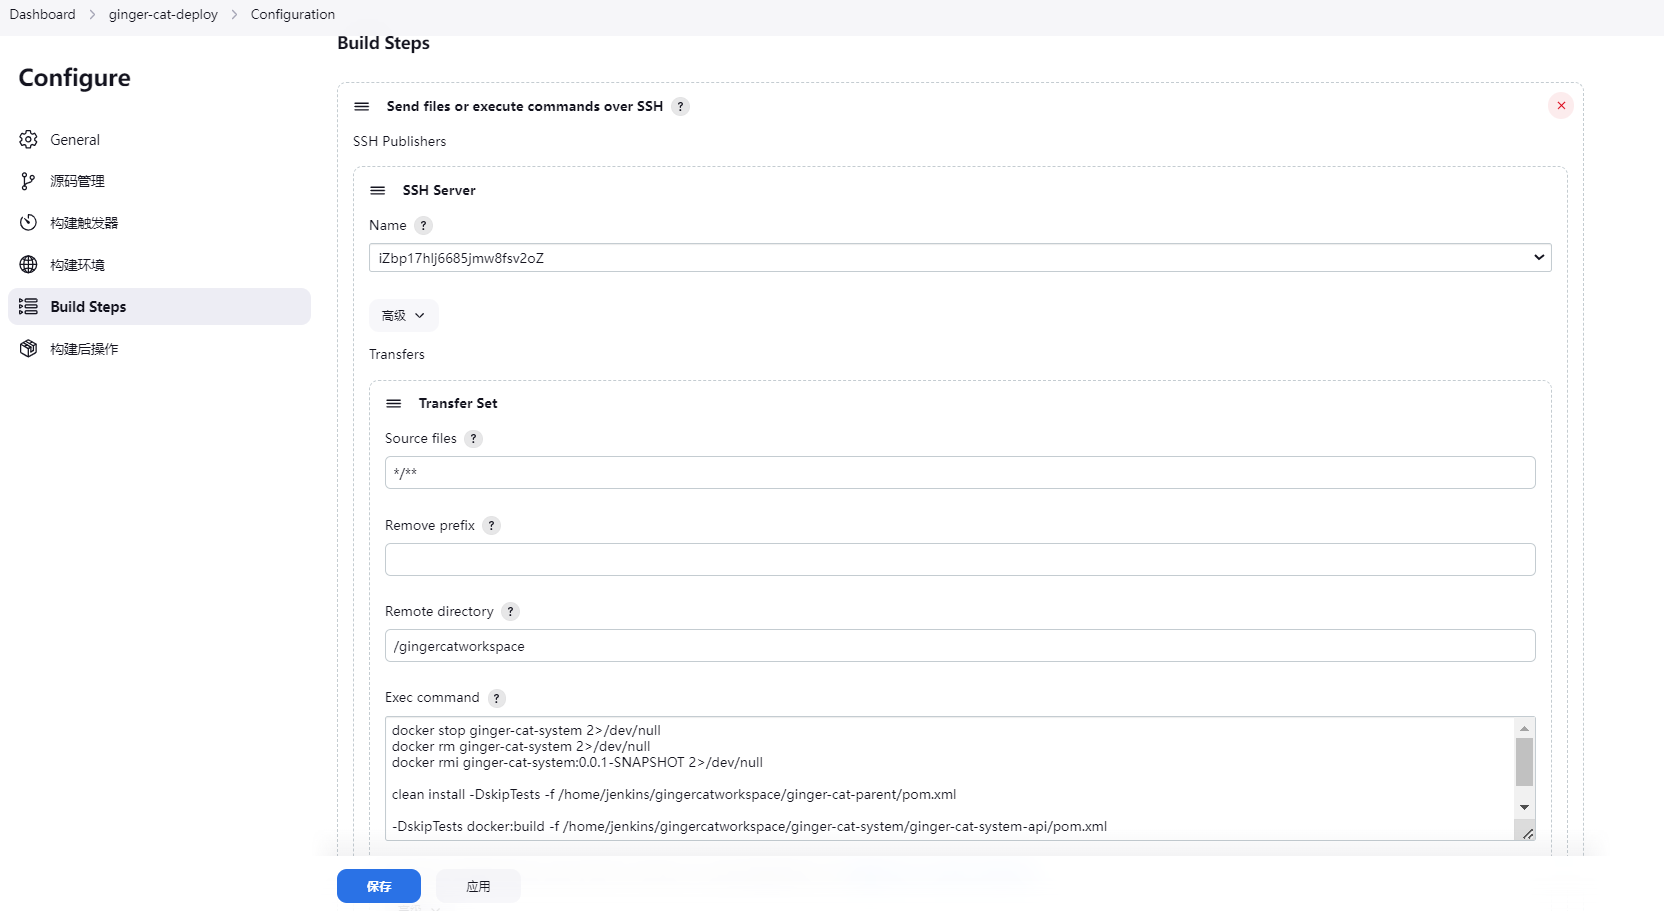 Dashboard > ginger-cat-deploy > Configuration
Configure
General
源码管理
构建触发器
构建环境
Build Steps
构建后操作
Build Steps
Send files or execute commands over SSH ?
SSH Publishers
SSH Server
Name ?
iZbp17hlj6685jmw8fsv2oZ
高级
Transfers
Transfer Set
Source files ?
*/**
Remove prefix ?
Remote directory ?
/gingercatworkspace
Exec command ?
docker stop ginger-cat-system 2>/dev/null
docker rm ginger-cat-system 2>/dev/null
docker rmi ginger-cat-system:0.0.1-SNAPSHOT 2>/dev/null
clean install -DskipTests -f /home/jenkins/gingercatworkspace/ginger-cat-parent/pom.xml
-DskipTests docker:build -f /home/jenkins/gingercatworkspace/ginger-cat-system/ginger-cat-system-api/pom.xml
保存
应用